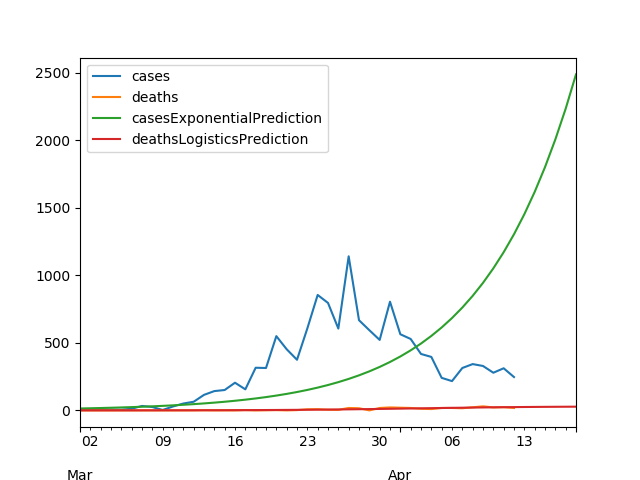 2500
2000
1500
1000
500
0
cases
deaths
casesExponentialPrediction
deathsLogisticsPrediction
02 09 16 23 30 06 13
Mar Apr